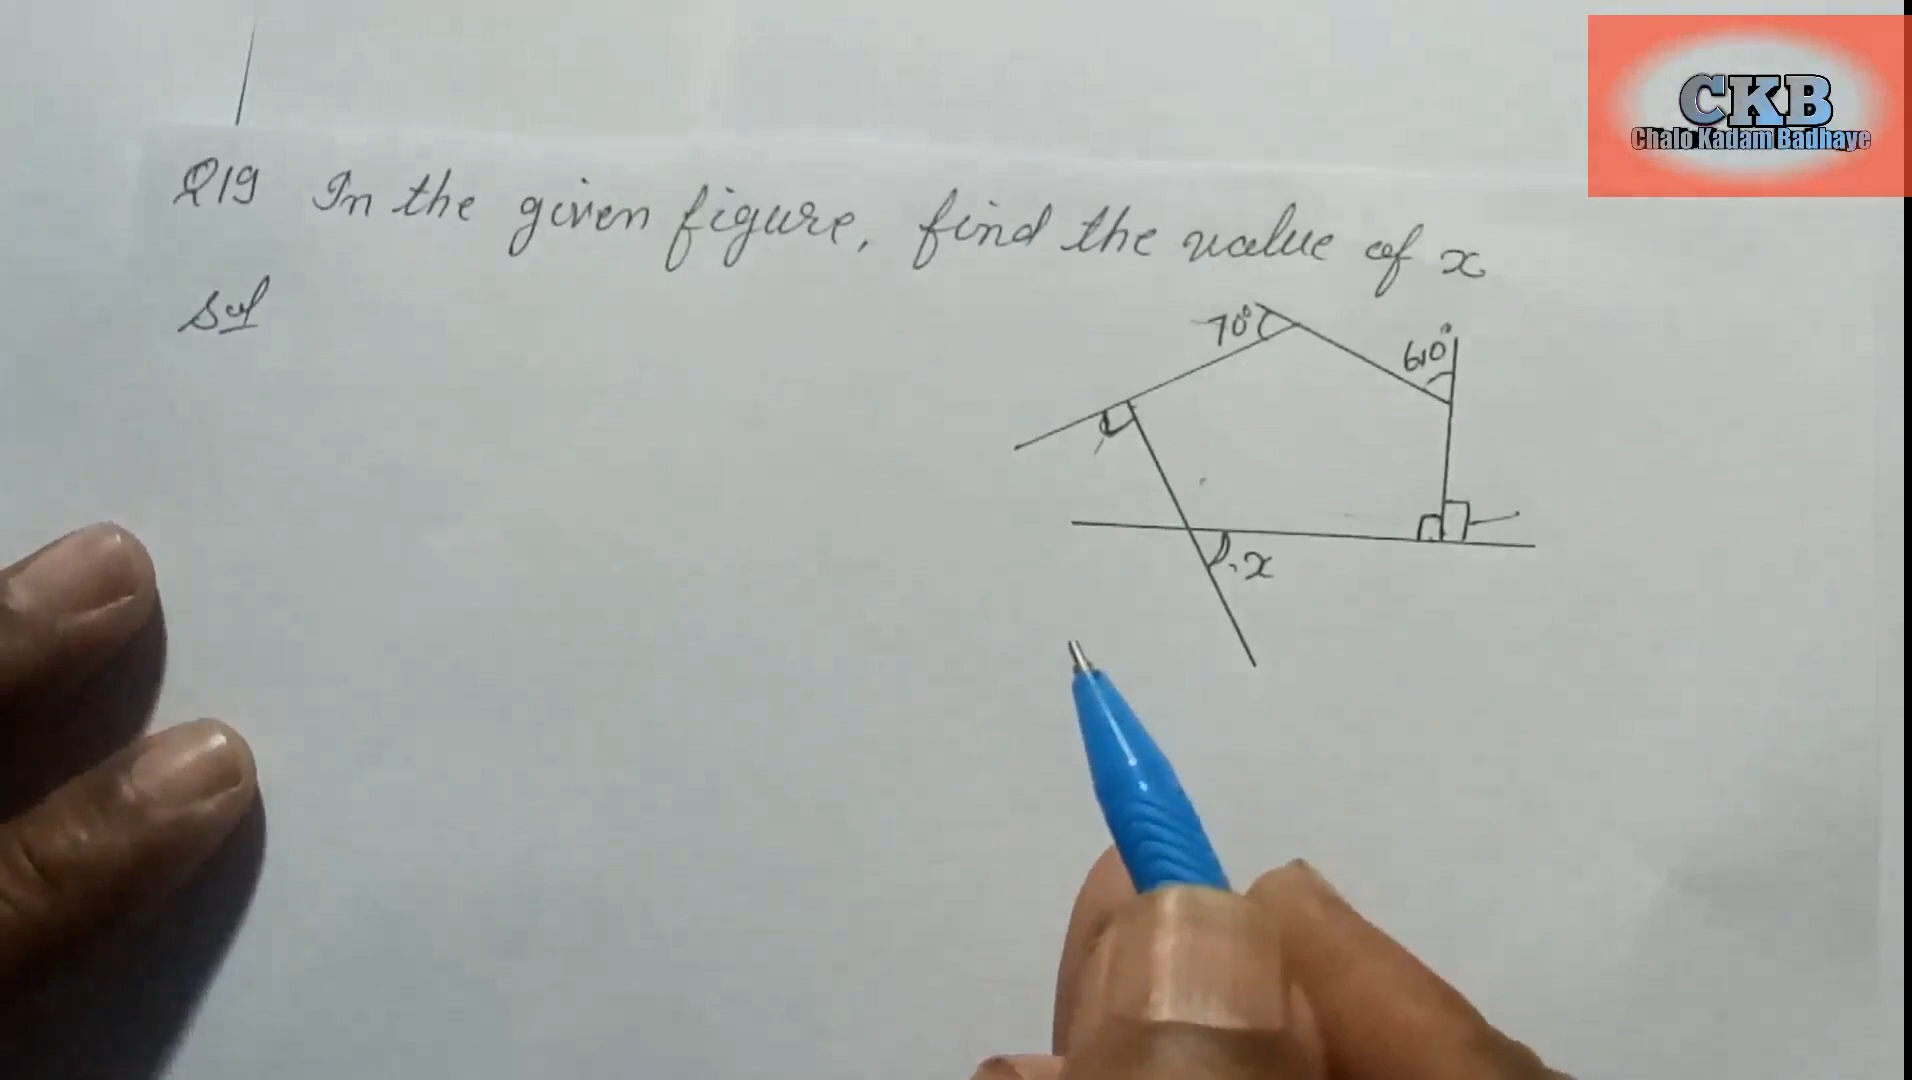 CKB
Chalo Kadam Badhaye
Q19 In the given figure, find the value of x
Sol
70°
60°
x